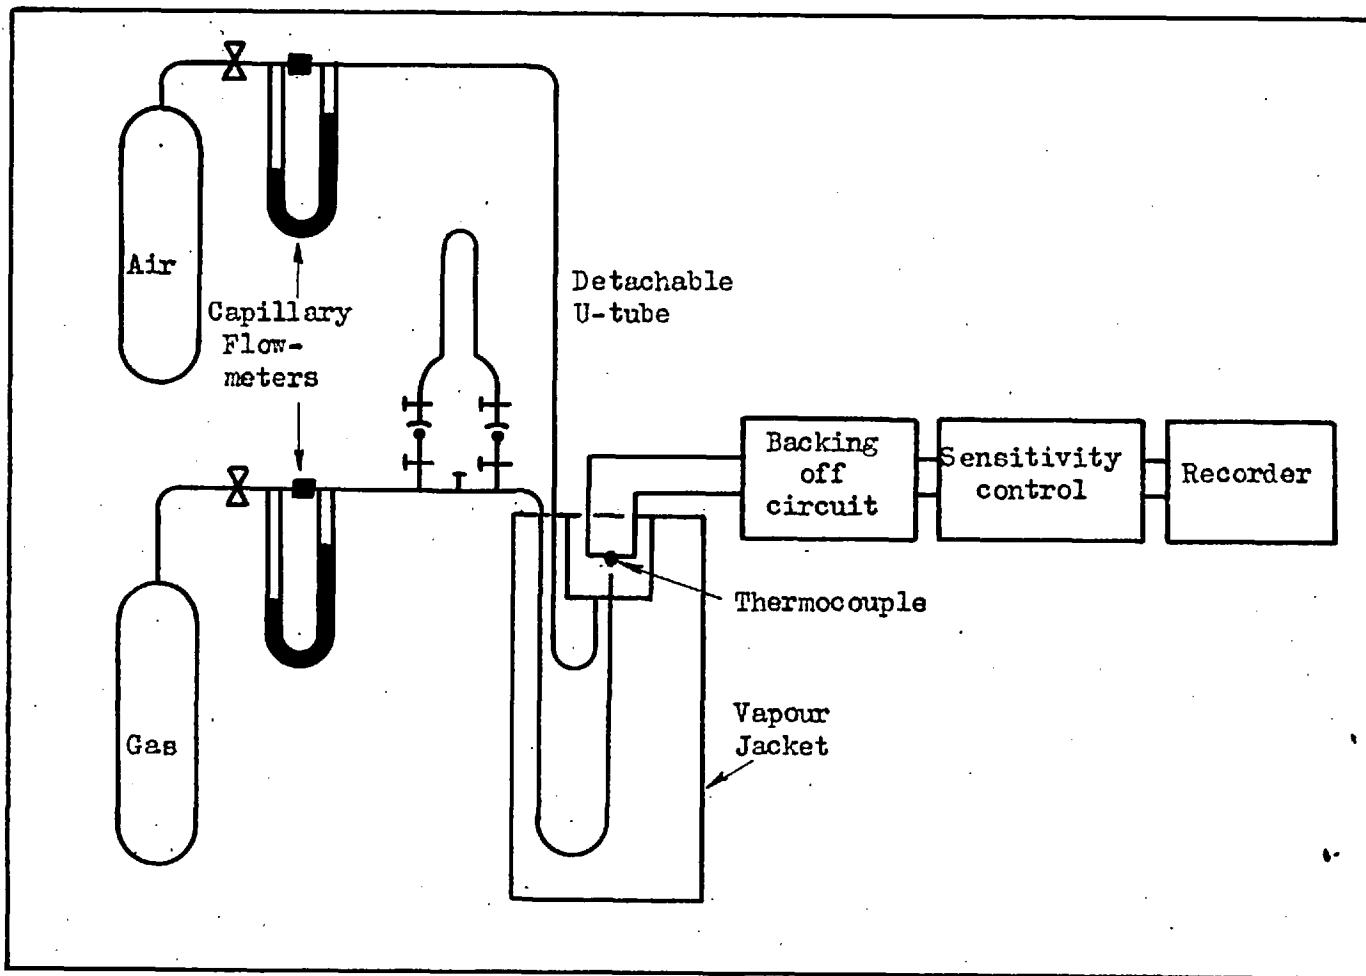 Air
Capillary
Flow-
meters
Detachable
U-tube
Backing
off
circuit
Sensitivity
control
Recorder
Thermocouple
Vapour
Jacket
Gas